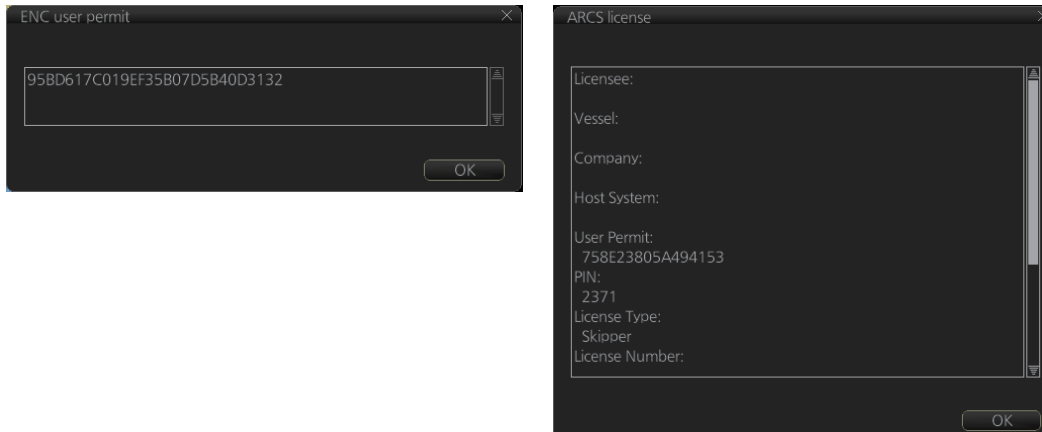 ENC user permit
95BD617C019EF35B07D5B40D3132
OK
ARCS license
Licensee:
Vessel:
Company:
Host System:
User Permit:
758E23805A494153
PIN:
2371
License Type:
Skipper
License Number:
OK